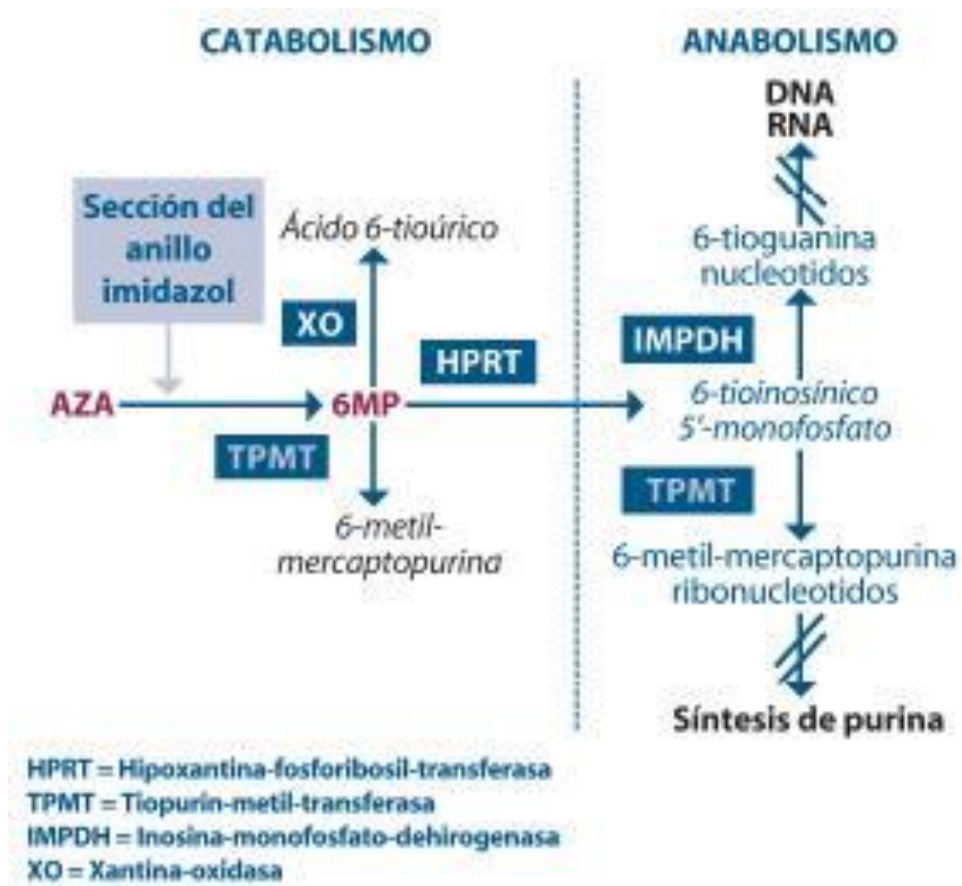 CATABOLISMO
ANABOLISMO
DNA
RNA
Sección del
anillo
imidazol
Ácido 6-tioúrico
6-tioguanina
nucleotidos
XO
HPRT
IMPDH
AZA
6MP
6-tioinosínico
5'-monofosfato
TPMT
TPMT
6-metil-
mercaptopurina
6-metil-mercaptopurina
ribonucleotidos
Síntesis de purina
HPRT = Hipoxantina-fosforibosil-transferasa
TPMT = Tiopurin-metil-transferasa
IMPDH = Inosina-monofosfato-dehirogenasa
XO = Xantina-oxidasa